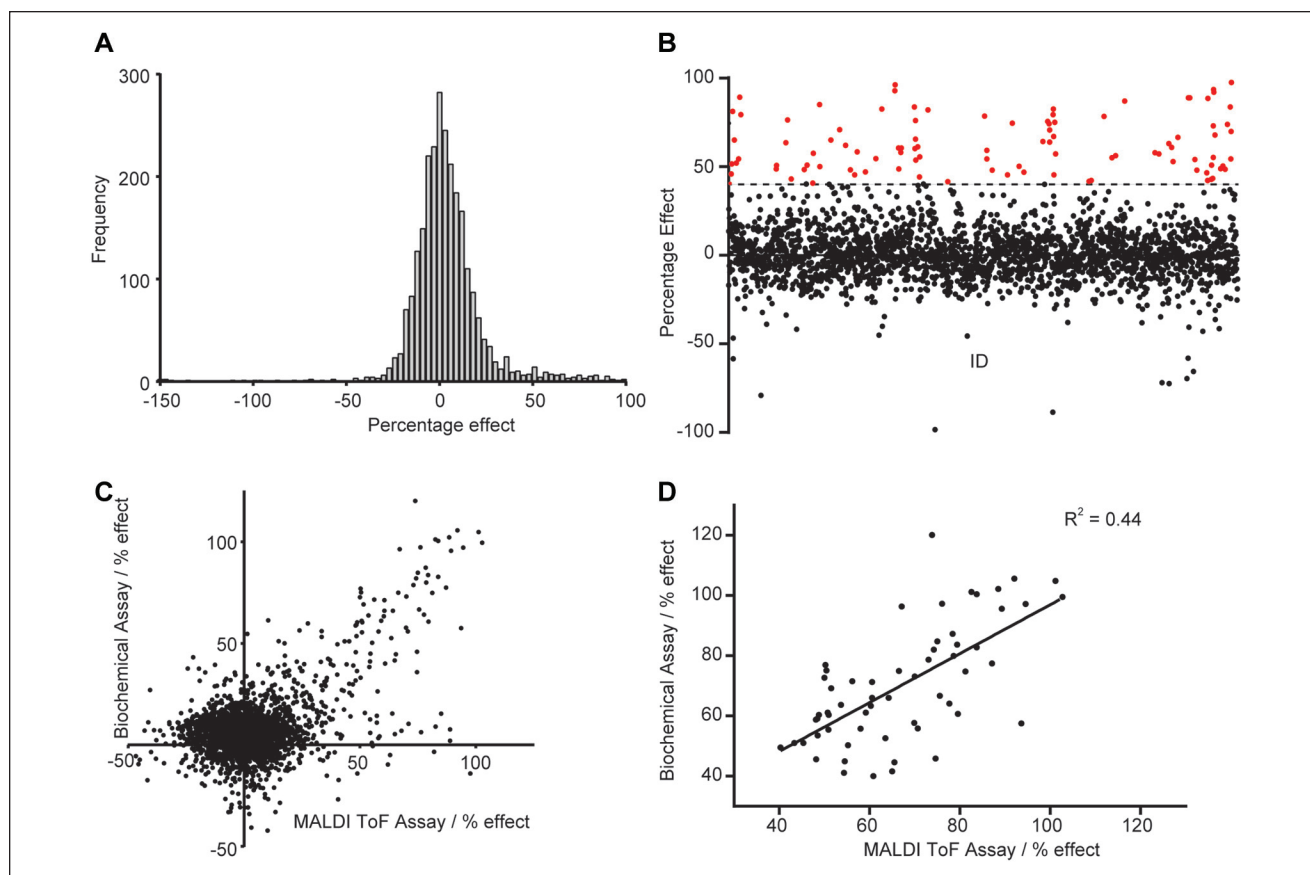 A
300
200
100
0
Frequency
-150
-100
-50
0
50
100
Percentage effect
B
100
50
0
-50
-100
Percentage Effect
ID
C
100
50
-50
Biochemical Assay / % effect
-50
50
100
MALDI ToF Assay / % effect
D
R² = 0.44
120
100
80
60
40
Biochemical Assay / % effect
40
60
80
100
120
MALDI ToF Assay / % effect